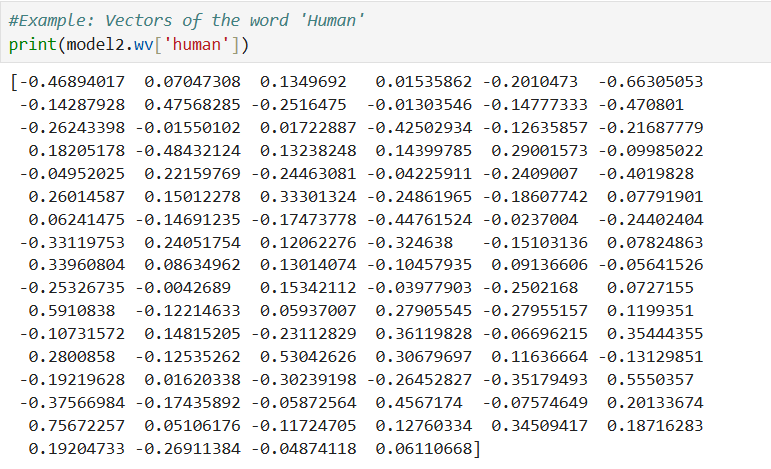 #Example: Vectors of the word 'Human'
print(model2.wv['human'])
[-0.46894017  0.07047308  0.1349692   0.01535862 -0.2010473  -0.66305053
 -0.14287928  0.47568285 -0.2516475  -0.01303546 -0.14777333 -0.470801
 -0.26243398 -0.01550102  0.01722887 -0.42502934 -0.12635857 -0.21687779
  0.18205178 -0.48432124  0.13238248  0.14399785  0.29001573 -0.09985022
 -0.04952025  0.22159769 -0.24463081 -0.04225911 -0.2409007  -0.4019828
  0.26014587  0.15012278  0.33301324 -0.24861965 -0.18607742  0.07791901
  0.06241475 -0.14691235 -0.17473778 -0.44761524 -0.0237004  -0.24402404
 -0.33119753  0.24051754  0.12062276 -0.324638   -0.15103136  0.07824863
  0.33960804  0.08634962  0.13014074 -0.10457935  0.09136606 -0.05641526
 -0.25326735 -0.0042689   0.15342112 -0.03977903 -0.2502168   0.0727155
  0.5910838  -0.12214633  0.05937007  0.27905545 -0.27955157  0.1199351
 -0.10731572  0.14815205 -0.23112829  0.36119828 -0.06696215  0.35444355
  0.2800858  -0.12535262  0.53042626  0.30679697  0.11636664 -0.13129851
 -0.19219628  0.01620338 -0.30239198 -0.26452827 -0.35179493  0.5550357
 -0.37566984 -0.17435892 -0.05872564  0.4567174  -0.07574649  0.20133674
  0.75672257  0.05106176 -0.11724705  0.12760334  0.34509417  0.18716283
  0.19204733 -0.26911384 -0.04874118  0.06110668]